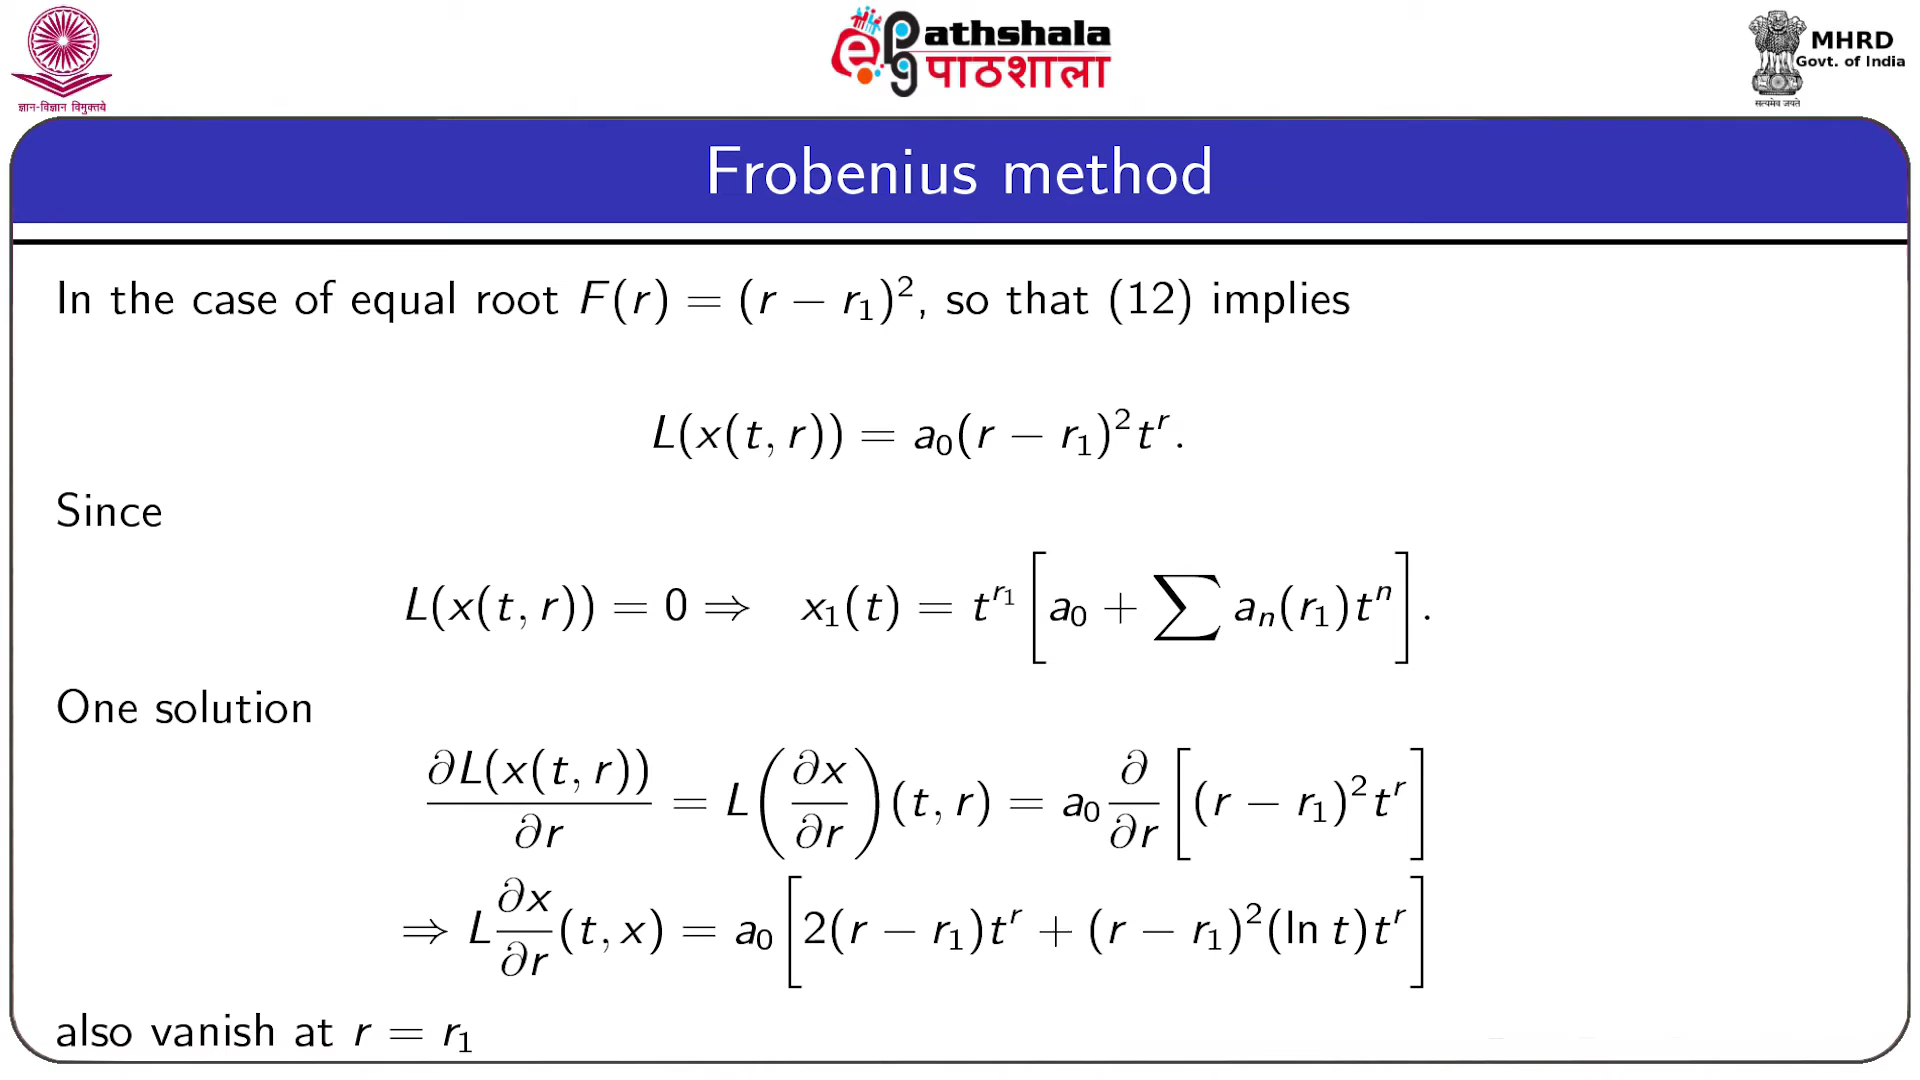 ज्ञान-विज्ञान विमुक्तये
ePG Pathshala
पाठशाला
MHRD
Govt. of India
सत्यमेव जयते
Frobenius method
In the case of equal root F(r) = (r − r₁)², so that (12) implies
L(x(t, r)) = a₀(r − r₁)²tʳ.
Since
L(x(t, r)) = 0 ⇒ x₁(t) = t^{r₁} [a₀ + ∑ aₙ(r₁)tⁿ].
One solution
∂L(x(t, r))/∂r = L(∂x/∂r)(t, r) = a₀ ∂/∂r [(r − r₁)²tʳ]
⇒ L ∂x/∂r (t, x) = a₀ [2(r − r₁)tʳ + (r − r₁)²(ln t)tʳ]
also vanish at r = r₁